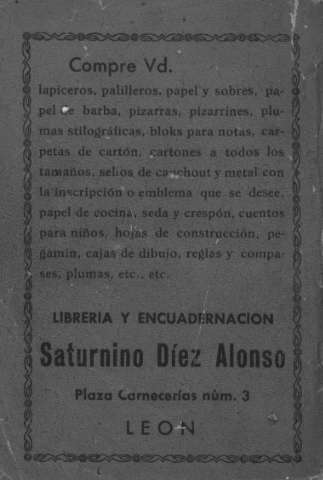 Compre Vd.
lapiceros, palilleros, papel y sobres, pa-
pel de barba, pizarras, pizarrines, plu-
mas stilográficas, bloks para notas, car-
petas de cartón, cartones a todos los
tamaños, sellos de cauchout y metal con
la inscripción o emblema que se desee,
papel de cocina, seda y crespón, cuentos
para niños, hojas de construcción, pe-
gamin, cajas de dibujo, reglas y compa-
ses, plumas, etc., etc.
LIBRERIA Y ENCUADERNACION
Saturnino Díez Alonso
Plaza Carnecerías núm. 3
LEON